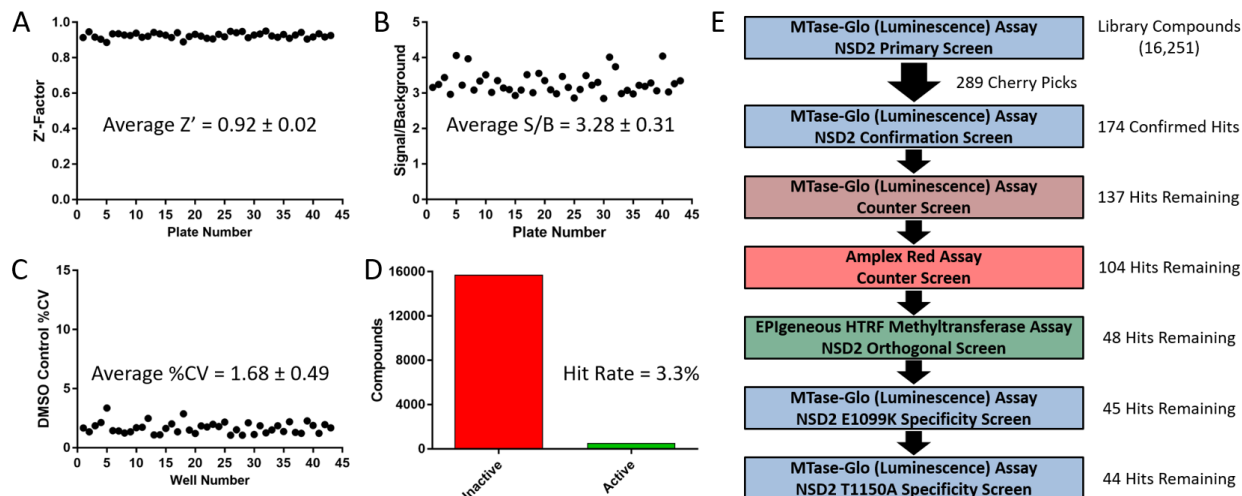 A
1.0
0.8
0.6
0.4
0.2
0.0
Z'-Factor
Average Z' = 0.92 ± 0.02
0 5 10 15 20 25 30 35 40 45
Plate Number
B
5
4
3
2
1
0
Signal/Background
Average S/B = 3.28 ± 0.31
0 5 10 15 20 25 30 35 40 45
Plate Number
C
15
10
5
0
DMSO Control %CV
Average %CV = 1.68 ± 0.49
0 5 10 15 20 25 30 35 40 45
Well Number
D
16000
12000
8000
4000
0
Compounds
Hit Rate = 3.3%
Inactive
Active
E
MTase-Glo (Luminescence) Assay
NSD2 Primary Screen
Library Compounds
(16,251)
289 Cherry Picks
MTase-Glo (Luminescence) Assay
NSD2 Confirmation Screen
174 Confirmed Hits
MTase-Glo (Luminescence) Assay
Counter Screen
137 Hits Remaining
Amplex Red Assay
Counter Screen
104 Hits Remaining
EPIgeneous HTRF Methyltransferase Assay
NSD2 Orthogonal Screen
48 Hits Remaining
MTase-Glo (Luminescence) Assay
NSD2 E1099K Specificity Screen
45 Hits Remaining
MTase-Glo (Luminescence) Assay
NSD2 T1150A Specificity Screen
44 Hits Remaining